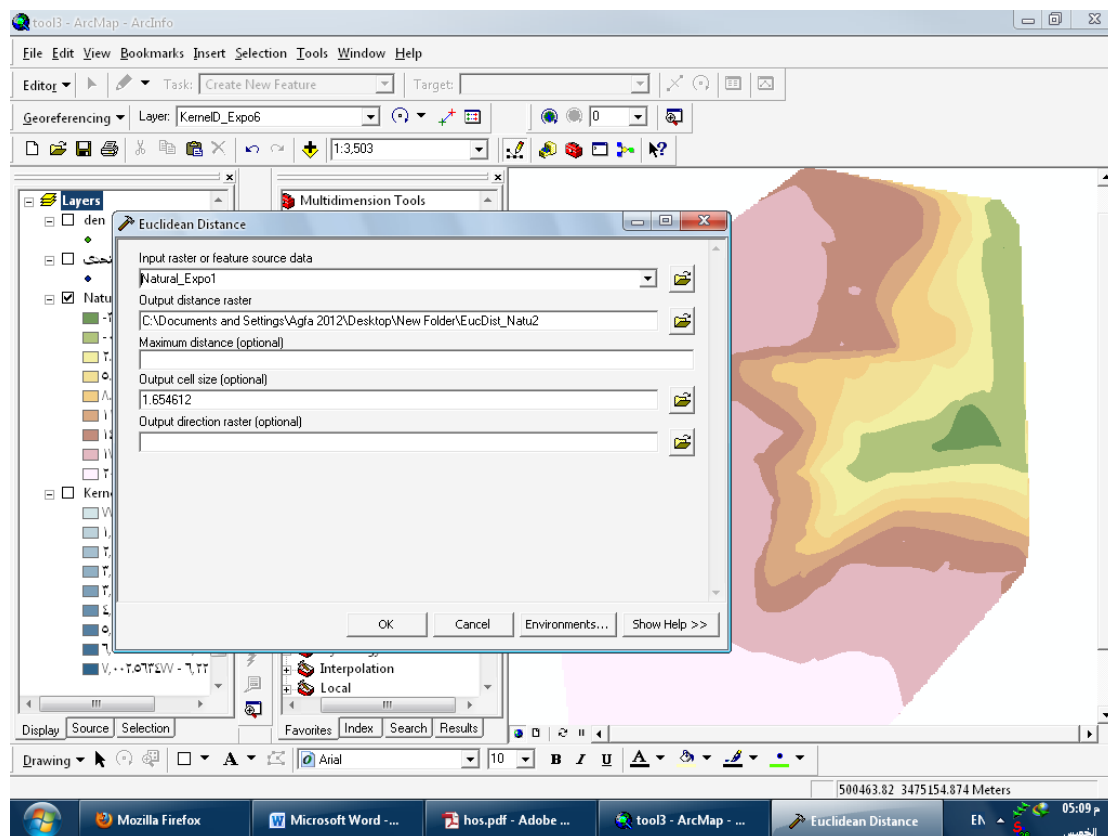 tool3 - ArcMap - ArcInfo
File Edit View Bookmarks Insert Selection Tools Window Help
Editor Task: Create New Feature Target:
Georeferencing Layer: KernelD_Expo6 0
1:3,503
Layers
den
Natu
Kerne
Multidimension Tools
Euclidean Distance
Input raster or feature source data
Natural_Expo1
Output distance raster
C:\Documents and Settings\Agfa 2012\Desktop\New Folder\EucDist_Natu2
Maximum distance (optional)
Output cell size (optional)
1.654612
Output direction raster (optional)
OK Cancel Environments... Show Help >>
Interpolation
Local
Display Source Selection
Favorites Index Search Results
Drawing A Arial 10 B I U A
500463.82 3475154.874 Meters
Mozilla Firefox Microsoft Word -... hos.pdf - Adobe ... tool3 - ArcMap - ... Euclidean Distance EN 05:09 م
الخميس